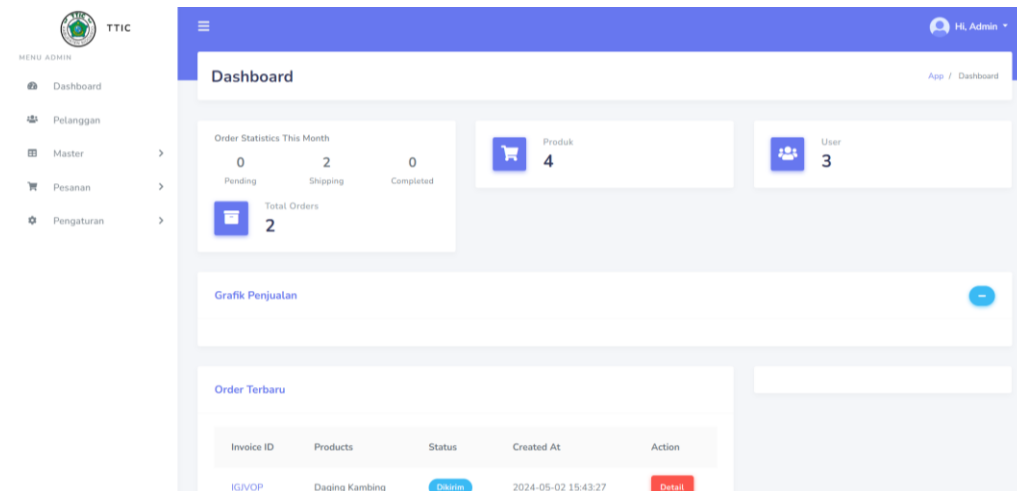 TTIC
Hi, Admin
MENU ADMIN
Dashboard
Pelanggan
Master
Pesanan
Pengaturan
Dashboard
App / Dashboard
Order Statistics This Month
0 2 0
Pending Shipping Completed
Total Orders
2
Produk
4
User
3
Grafik Penjualan
Order Terbaru
Invoice ID Products Status Created At Action
IGJVOP Daging Kambing Dikirim 2024-05-02 15:43:27 Detail